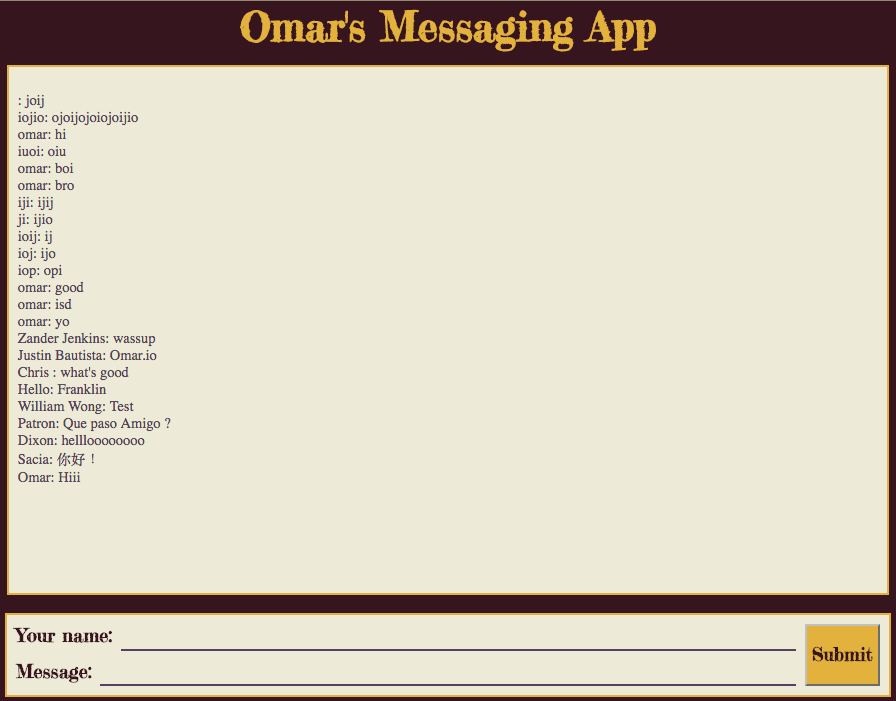 Omar's Messaging App
: joij
iojio: ojoijojoiojoijio
omar: hi
iuoi: oiu
omar: boi
omar: bro
iji: ijij
ji: ijio
ioij: ij
ioj: ijo
iop: opi
omar: good
omar: isd
omar: yo
Zander Jenkins: wassup
Justin Bautista: Omar.io
Chris : what's good
Hello: Franklin
William Wong: Test
Patron: Que paso Amigo ?
Dixon: hellloooooooo
Sacia: 你好！
Omar: Hiii
Your name:
Message:
Submit